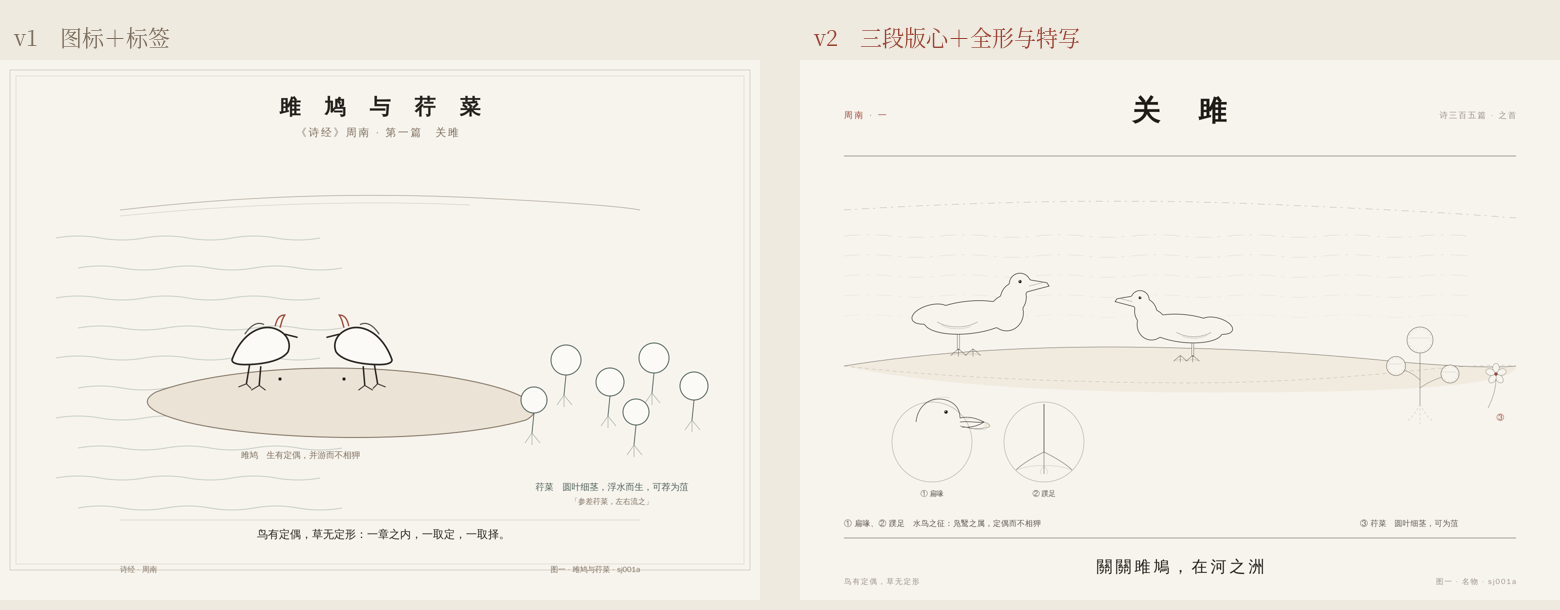 v1 图标＋标签
雎鸠与荇菜
《诗经》周南 · 第一篇 关雎
雎鸠 生有定偶，并游而不相狎
荇菜 圆叶细茎，浮水而生，可荐为菹
「参差荇菜，左右流之」
鸟有定偶，草无定形：一章之内，一取定，一取择。
诗经 · 周南
图一 · 雎鸠与荇菜 · sj001a
v2 三段版心＋全形与特写
周南 · 一
关雎
诗三百五篇 · 之首
③
① 扁喙
② 蹼足
① 扁喙、② 蹼足 水鸟之征：凫鷖之属，定偶而不相狎
③ 荇菜 圆叶细茎，可为菹
關關雎鳩，在河之洲
鸟有定偶，草无定形
图一 · 名物 · sj001a